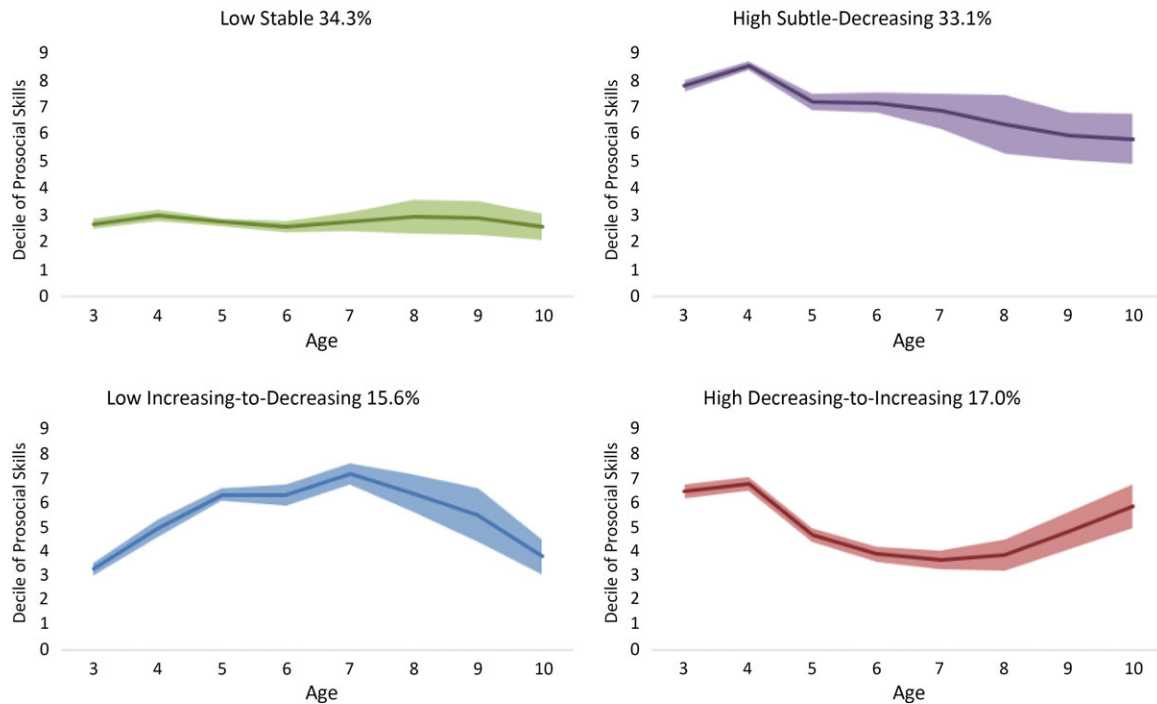 Low Stable 34.3%
Decile of Prosocial Skills
9
8
7
6
5
4
3
2
1
0
3 4 5 6 7 8 9 10
Age
High Subtle-Decreasing 33.1%
Decile of Prosocial Skills
9
8
7
6
5
4
3
2
1
0
3 4 5 6 7 8 9 10
Age
Low Increasing-to-Decreasing 15.6%
Decile of Prosocial Skills
9
8
7
6
5
4
3
2
1
0
3 4 5 6 7 8 9 10
Age
High Decreasing-to-Increasing 17.0%
Decile of Prosocial Skills
9
8
7
6
5
4
3
2
1
0
3 4 5 6 7 8 9 10
Age